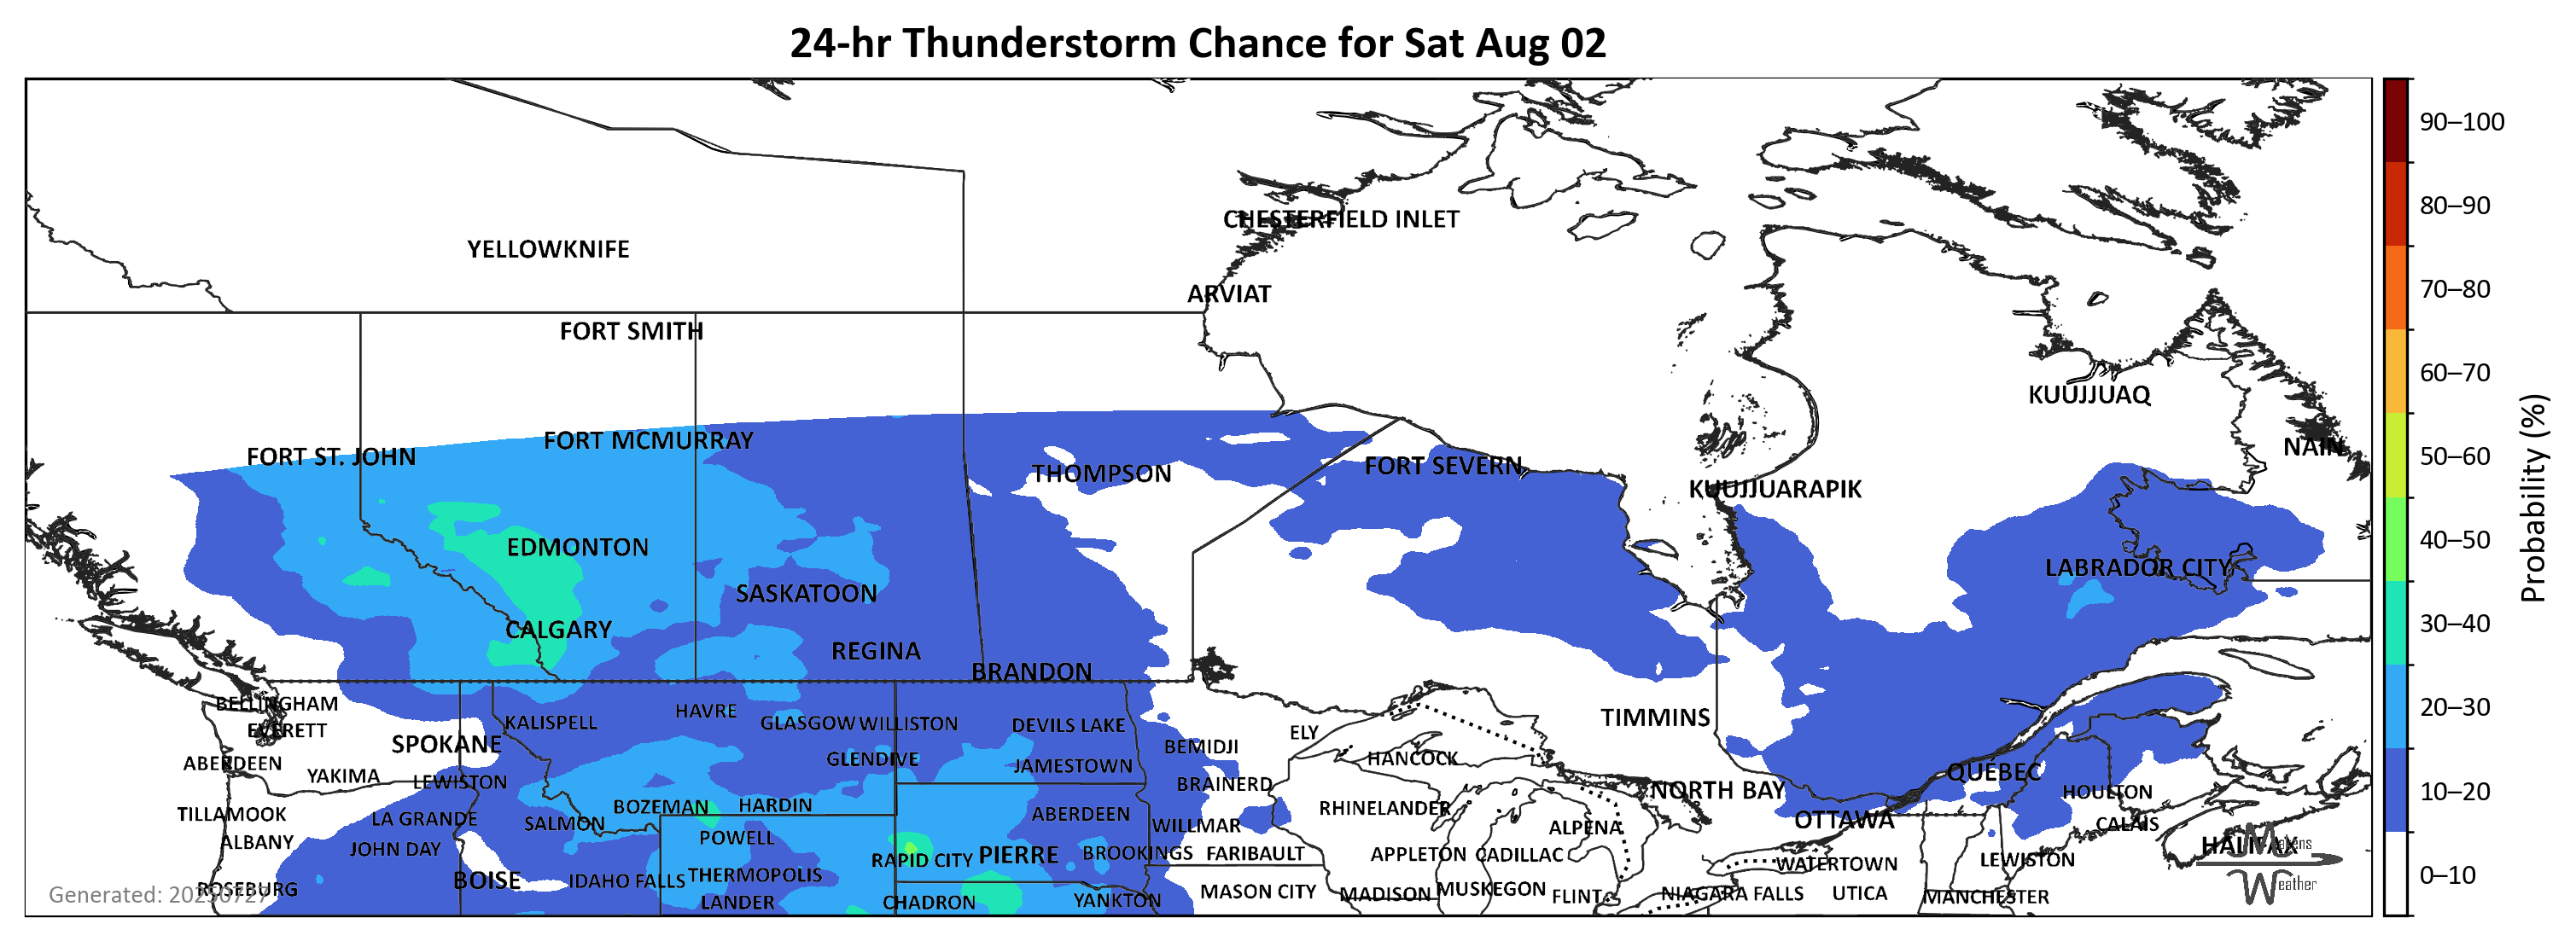 24-hr Thunderstorm Chance for Sat Aug 02
90–100
80–90
70–80
60–70
50–60
40–50
30–40
20–30
10–20
0–10
Probability (%)
CHESTERFIELD INLET
YELLOWKNIFE
ARVIAT
FORT SMITH
KUUJJUAQ
FORT MCMURRAY
NAIN
FORT ST. JOHN
FORT SEVERN
THOMPSON
KUUJJUARAPIK
EDMONTON
LABRADOR CITY
SASKATOON
CALGARY
REGINA
BRANDON
BELLINGHAM
HAVRE
TIMMINS
KALISPELL
GLASGOW
WILLISTON
DEVILS LAKE
EVERETT
ELY
SPOKANE
BEMIDJI
GLENDIVE
HANCOCK
ABERDEEN
JAMESTOWN
QUEBEC
YAKIMA
LEWISTON
BRAINERD
NORTH BAY
HOULTON
BOZEMAN
HARDIN
RHINELANDER
TILLAMOOK
LA GRANDE
SALMON
ABERDEEN
WILLMAR
ALPENA
OTTAWA
CALAIS
ALBANY
JOHN DAY
POWELL
HALIFAX
RAPID CITY
PIERRE
BROOKINGS
FARIBAULT
APPLETON
CADILLAC
WATERTOWN
LEWISTON
BOISE
IDAHO FALLS
THERMOPOLIS
ROSEBURG
MASON CITY
MADISON
MUSKEGON
FLINT
NIAGARA FALLS
UTICA
MANCHESTER
LANDER
CHADRON
YANKTON
Generated: 20250727
Weather